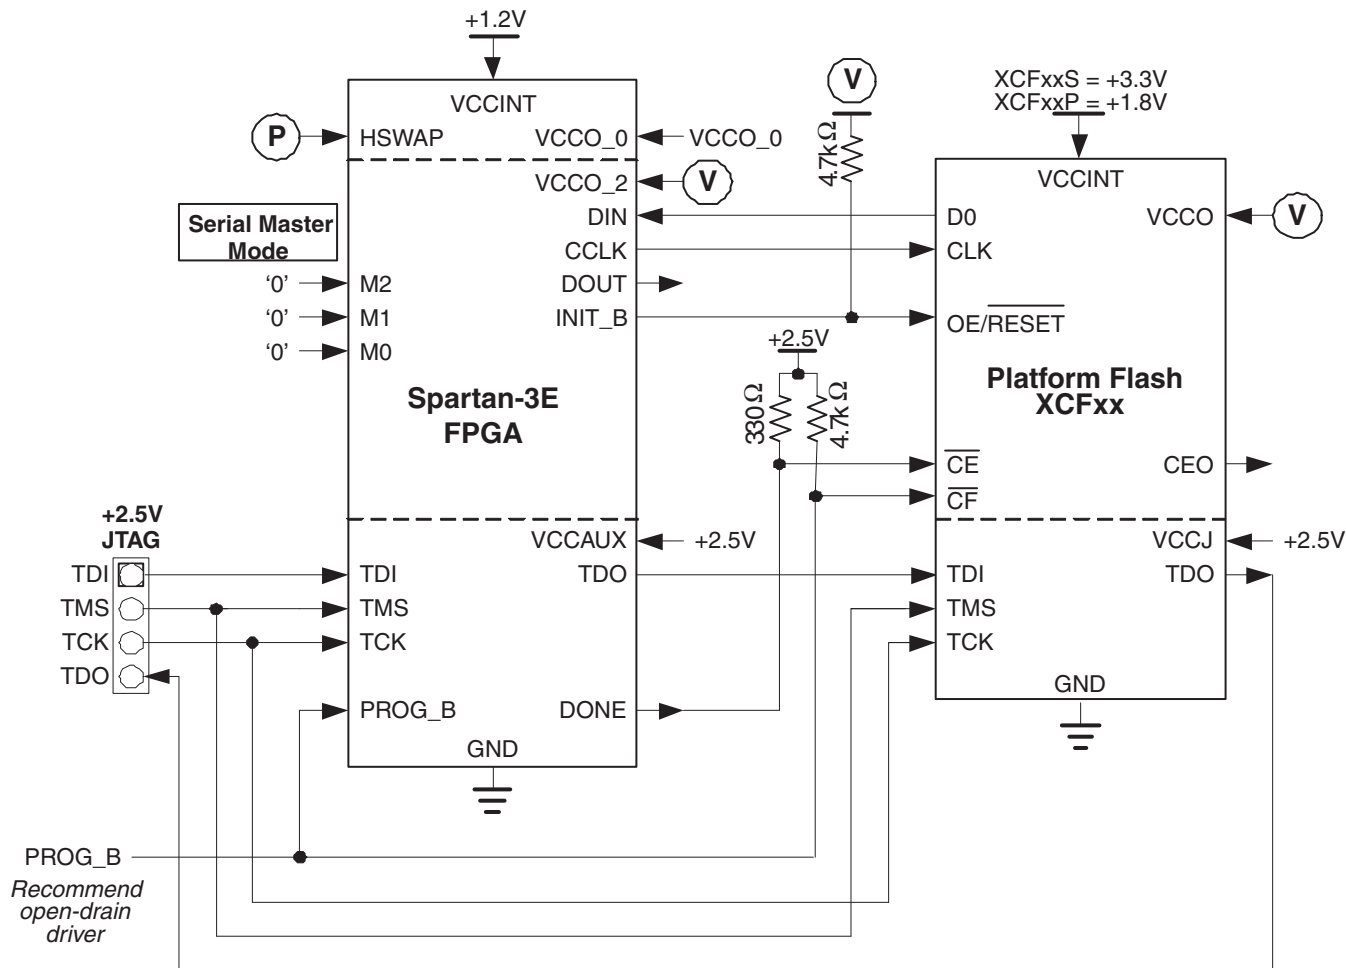 +1.2V
VCCINT
P
HSWAP
VCCO_0
VCCO_0
VCCO_2
V
Serial Master
Mode
DIN
CCLK
DOUT
INIT_B
'0'
M2
'0'
M1
'0'
M0
Spartan-3E
FPGA
V
4.7kΩ
XCFxxS = +3.3V
XCFxxP = +1.8V
VCCINT
D0
VCCO
V
CLK
OE/RESET
+2.5V
330Ω
4.7kΩ
Platform Flash
XCFxx
CE
CEO
CF
+2.5V
JTAG
TDI
TMS
TCK
TDO
VCCAUX
+2.5V
TDI
TDO
TMS
TCK
PROG_B
DONE
GND
VCCJ
+2.5V
TDI
TDO
TMS
TCK
GND
PROG_B
Recommend
open-drain
driver